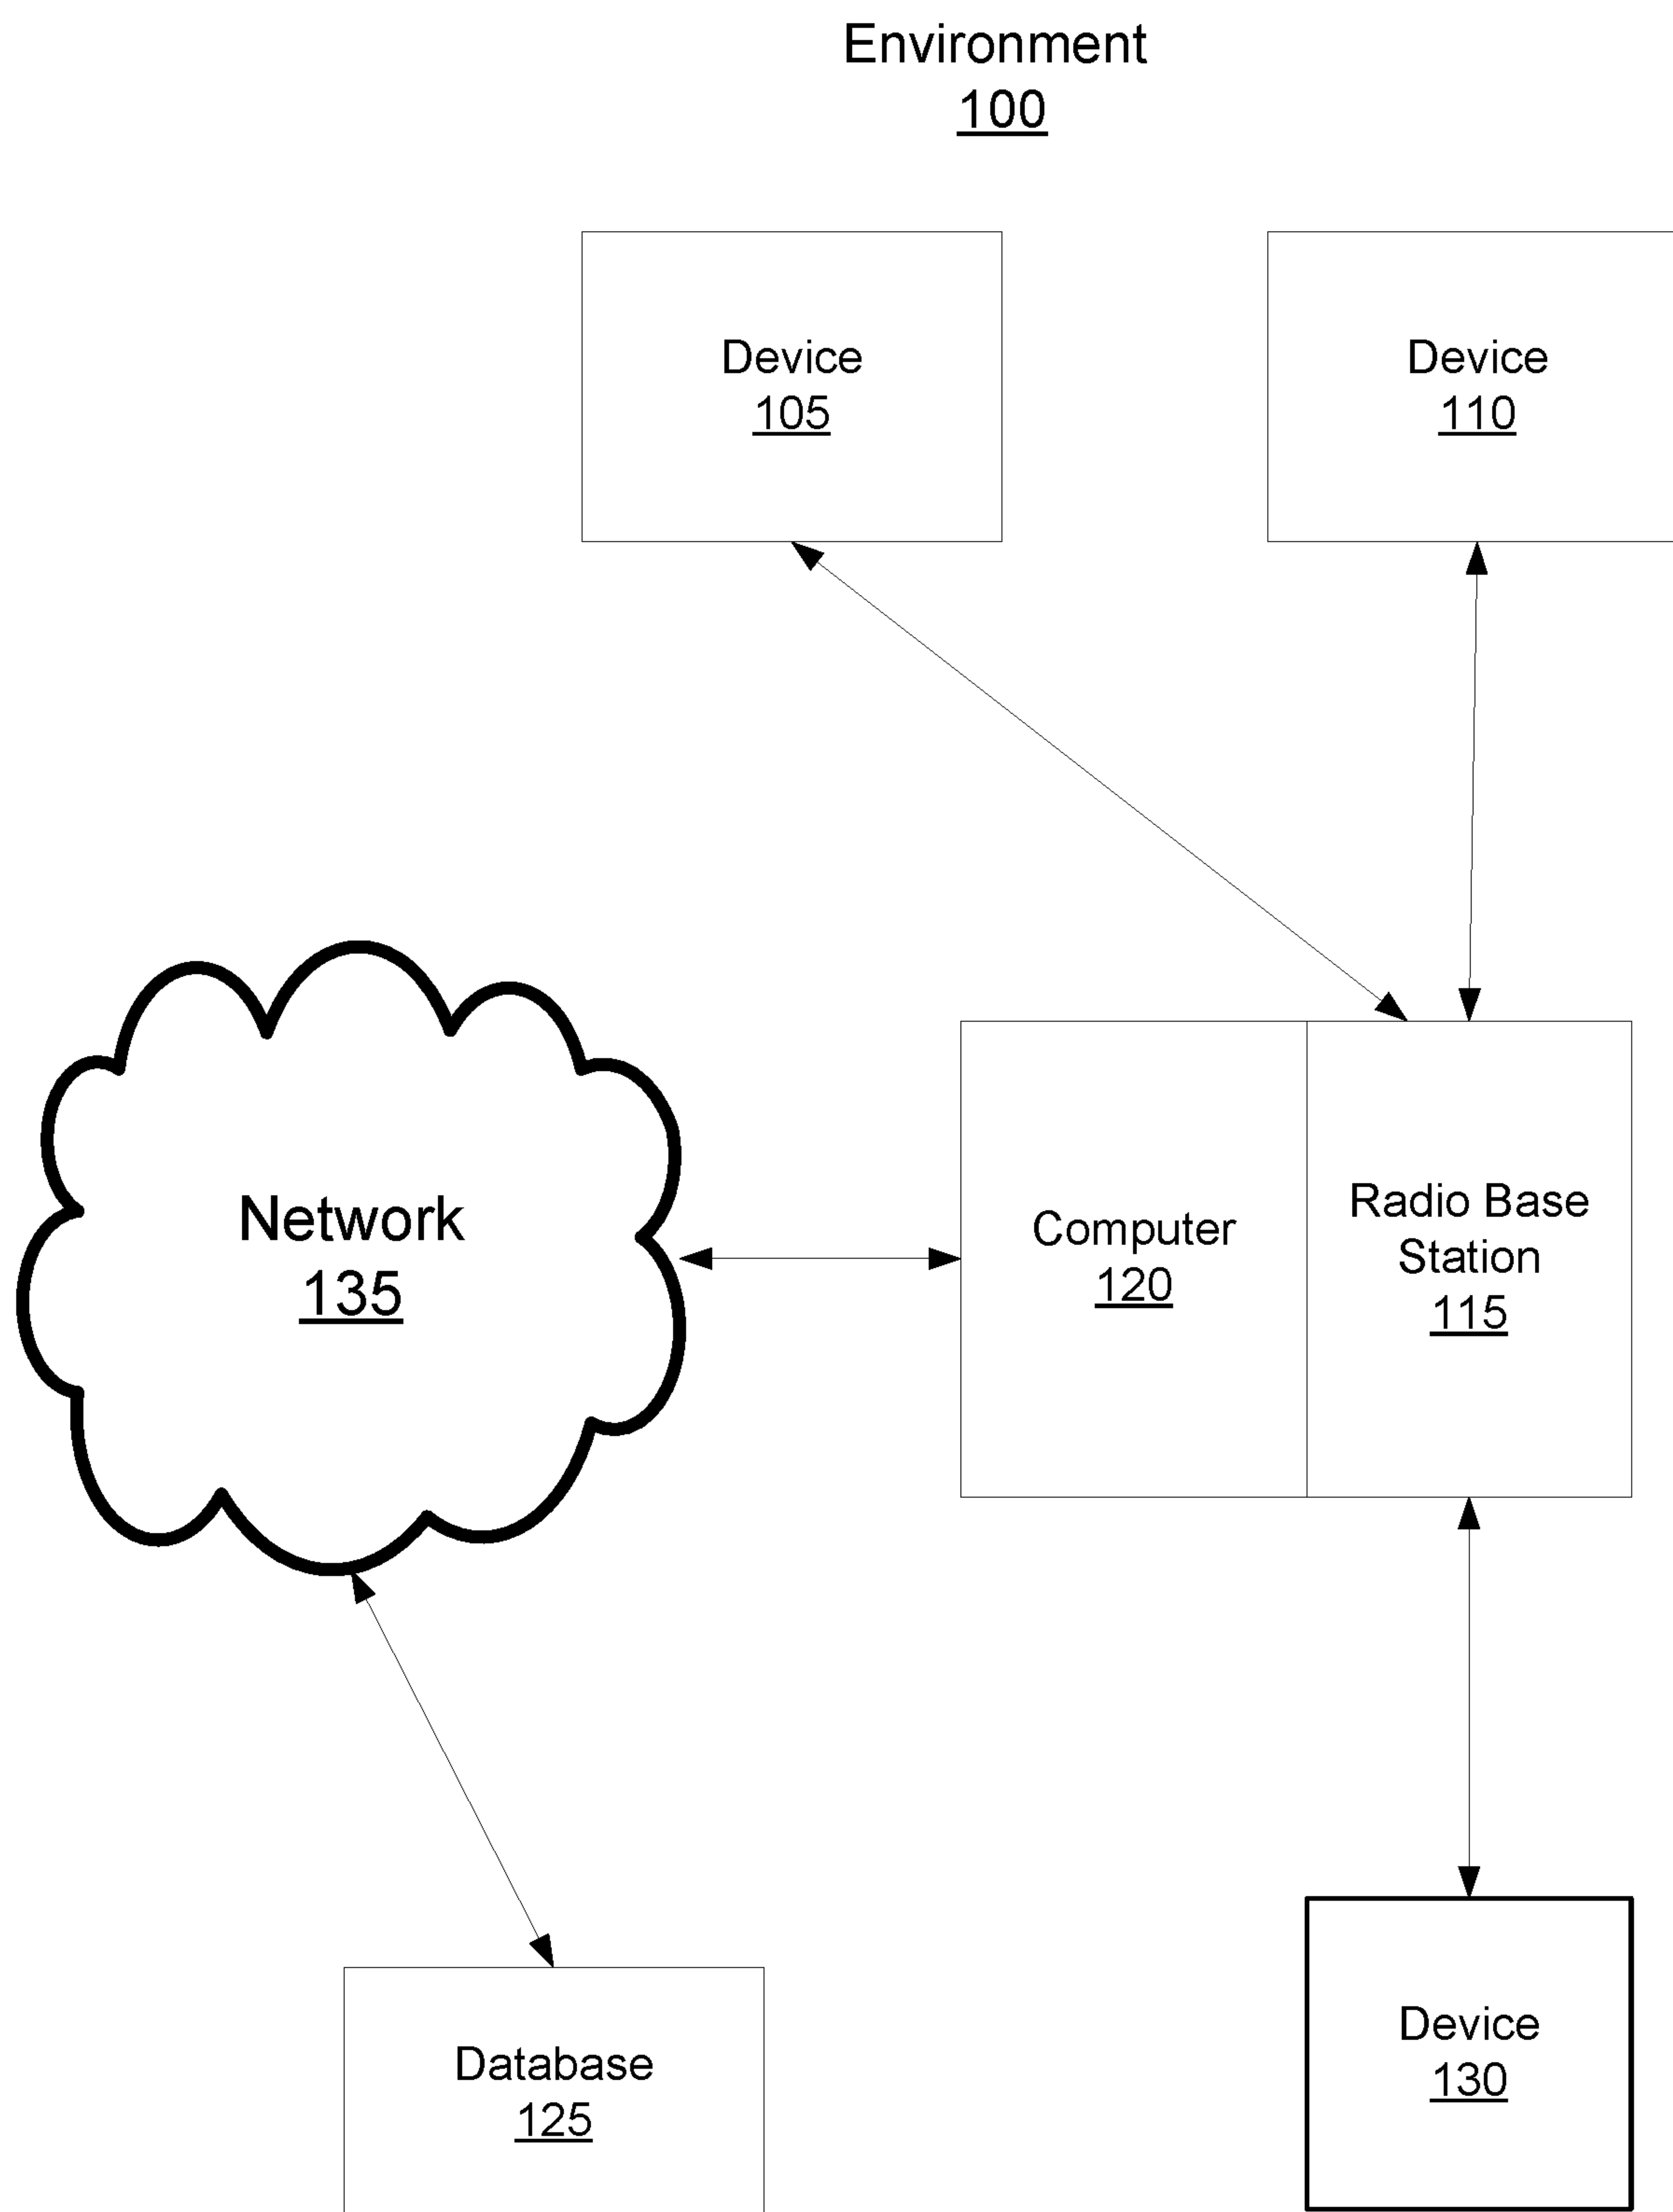 Environment
100
Device
105
Device
110
Network
135
Computer
120
Radio Base
Station
115
Database
125
Device
130